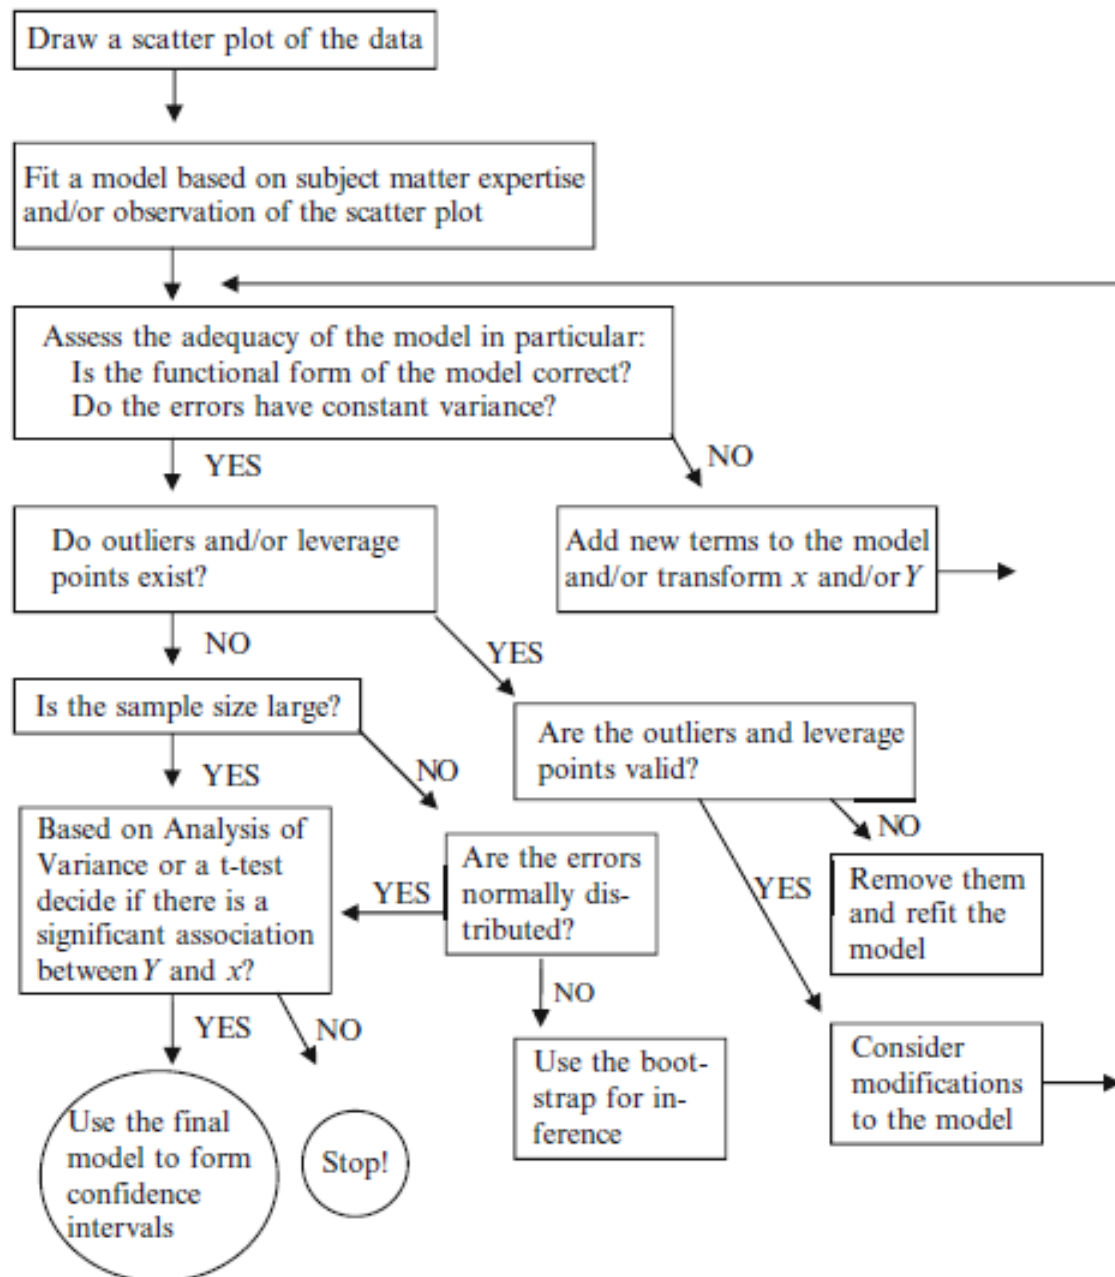 Draw a scatter plot of the data
Fit a model based on subject matter expertise
and/or observation of the scatter plot
Assess the adequacy of the model in particular:
Is the functional form of the model correct?
Do the errors have constant variance?
YES
NO
Do outliers and/or leverage
points exist?
Add new terms to the model
and/or transform x and/or Y
NO
YES
Is the sample size large?
Are the outliers and leverage
points valid?
YES
NO
NO
Based on Analysis of
Variance or a t-test
decide if there is a
significant association
between Y and x?
YES
Are the errors
normally dis-
tributed?
YES
Remove them
and refit the
model
YES
NO
NO
Use the boot-
strap for in-
ference
Consider
modifications
to the model
Use the final
model to form
confidence
intervals
Stop!